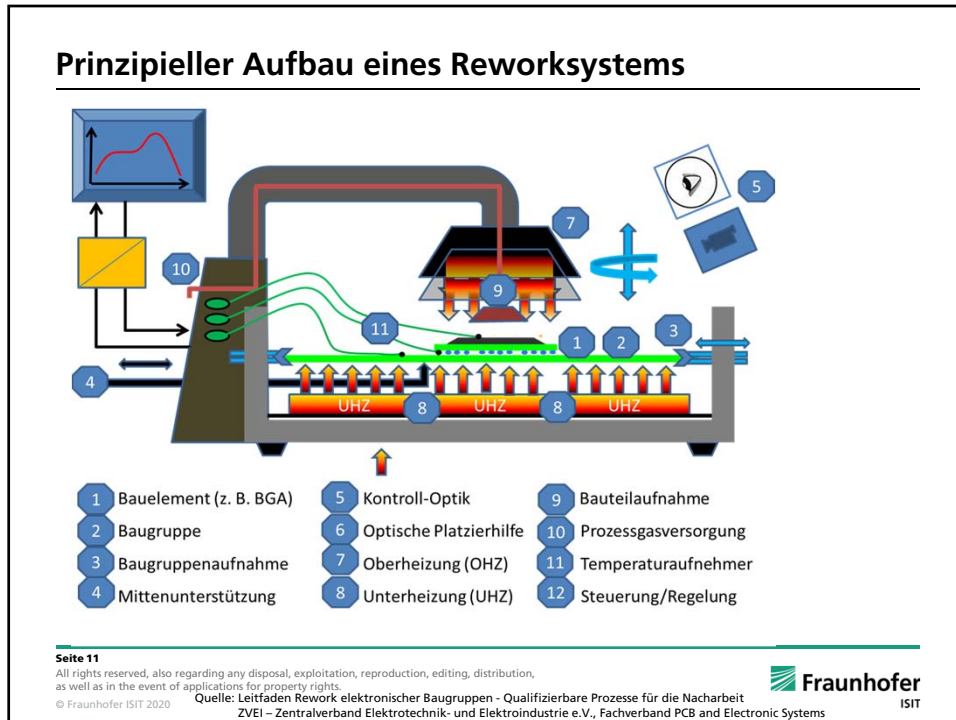 Prinzipieller Aufbau eines Reworksystems
5
7
10
9
11
1
2
3
4
UHZ
8
UHZ
8
UHZ
1 Bauelement (z. B. BGA)
2 Baugruppe
3 Baugruppenaufnahme
4 Mittenunterstützung
5 Kontroll-Optik
6 Optische Platzierhilfe
7 Oberheizung (OHZ)
8 Unterheizung (UHZ)
9 Bauteilaufnahme
10 Prozessgasversorgung
11 Temperaturaufnehmer
12 Steuerung/Regelung
Seite 11
All rights reserved, also regarding any disposal, exploitation, reproduction, editing, distribution,
as well as in the event of applications for property rights.
© Fraunhofer ISIT 2020
Quelle: Leitfaden Rework elektronischer Baugruppen - Qualifizierbare Prozesse für die Nacharbeit
ZVEI – Zentralverband Elektrotechnik- und Elektroindustrie e.V., Fachverband PCB and Electronic Systems
Fraunhofer
ISIT